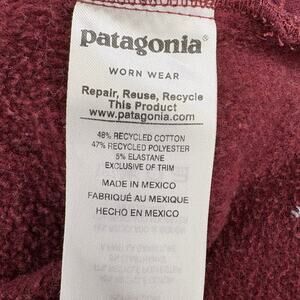 patagonia®
WORN WEAR
Repair, Reuse, Recycle
This Product
www.patagonia.com
48% RECYCLED COTTON
47% RECYCLED POLYESTER
5% ELASTANE
EXCLUSIVE OF TRIM
MADE IN MEXICO
FABRIQUÉ AU MEXIQUE
HECHO EN MEXICO